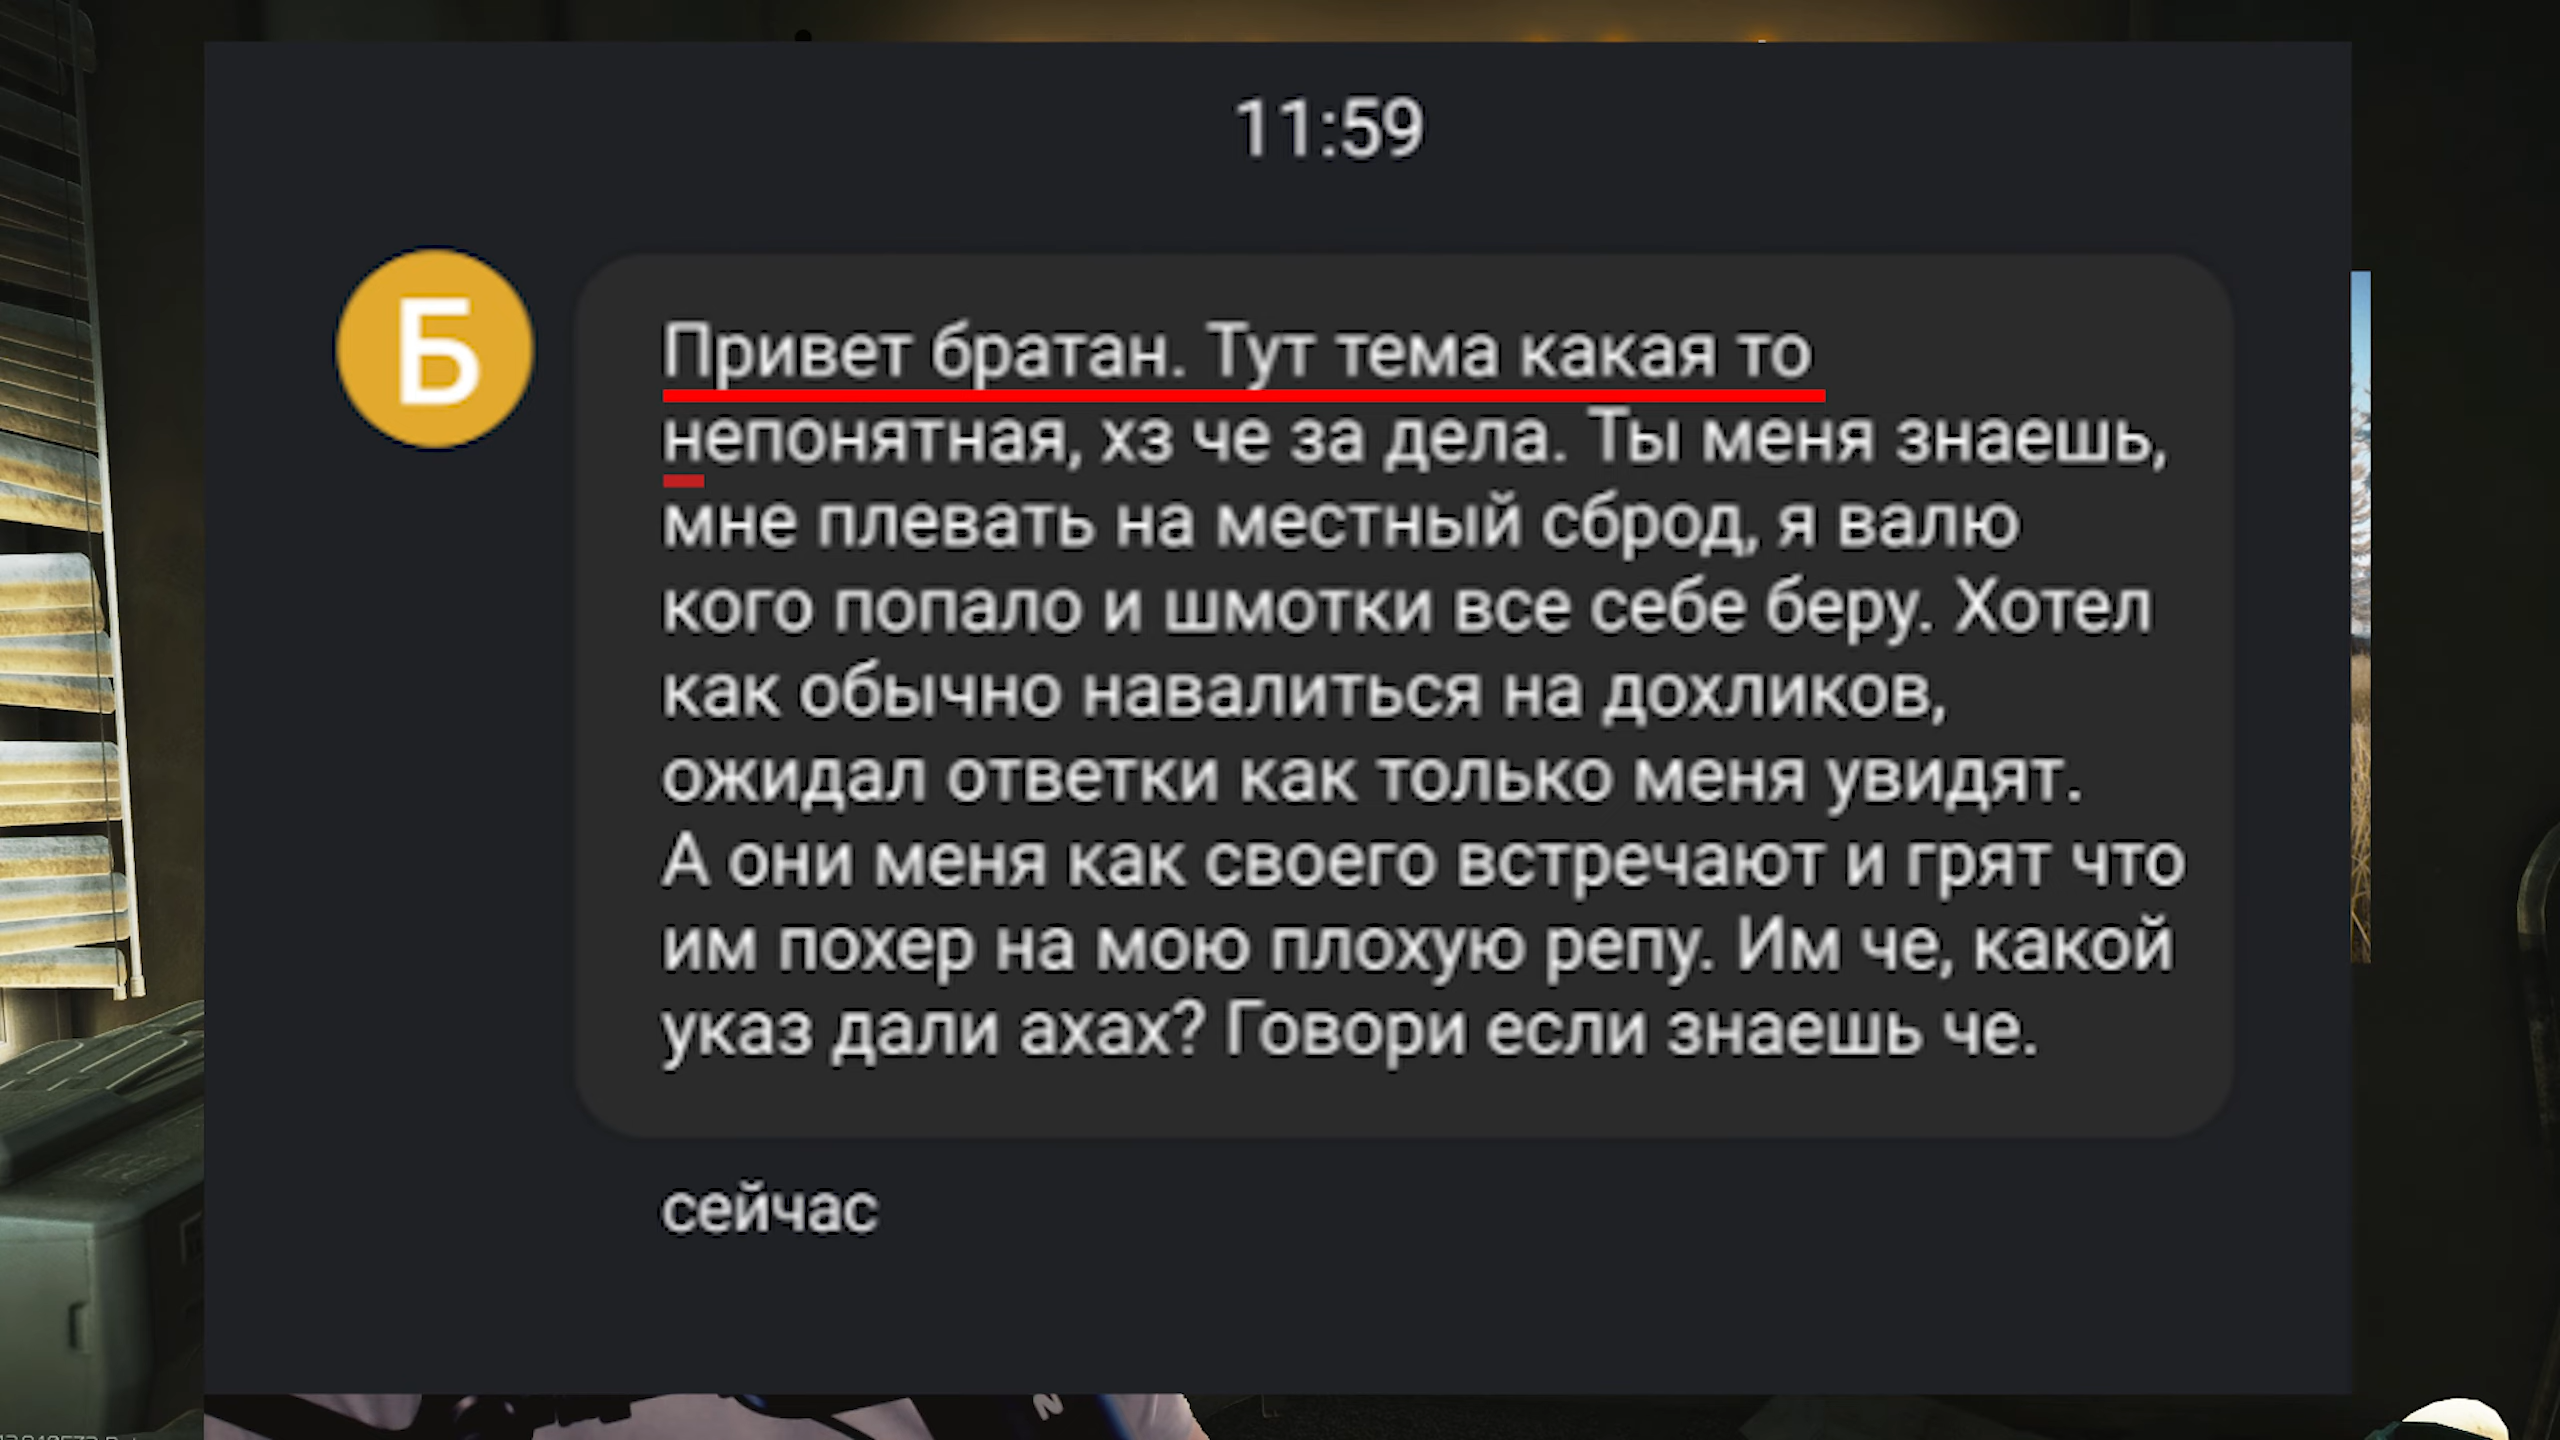 11:59
Б
Привет братан. Тут тема какая то
непонятная, хз че за дела. Ты меня знаешь,
мне плевать на местный сброд, я валю
кого попало и шмотки все себе беру. Хотел
как обычно навалиться на дохликов,
ожидал ответки как только меня увидят.
А они меня как своего встречают и грят что
им похер на мою плохую репу. Им че, какой
указ дали ахах? Говори если знаешь че.
сейчас
N